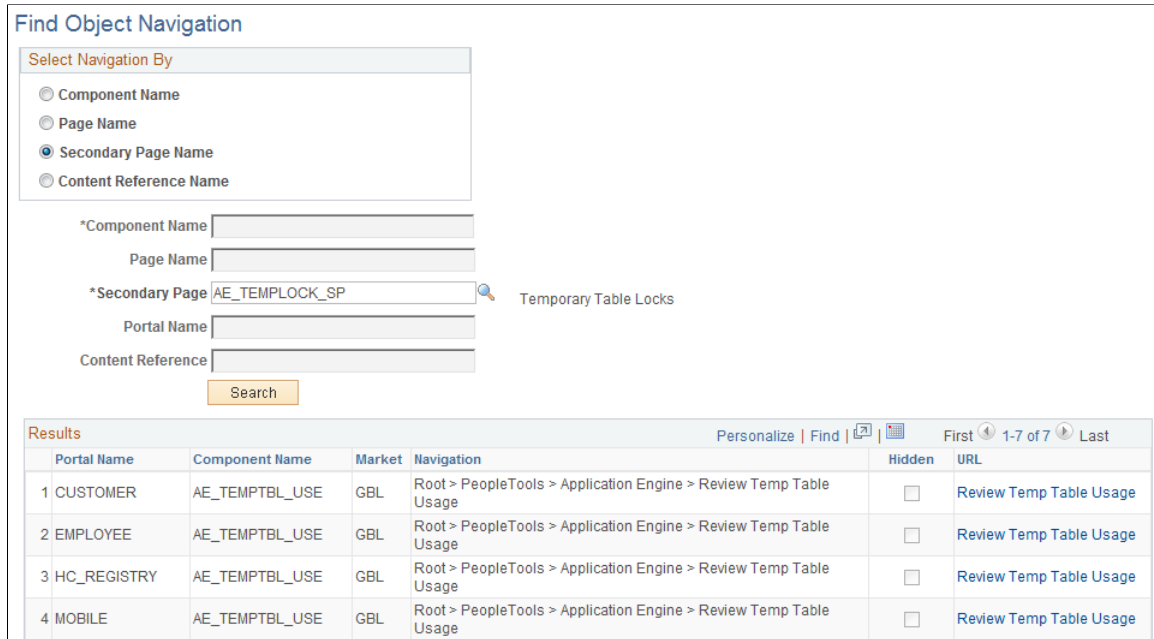 Find Object Navigation
Select Navigation By
Component Name
Page Name
Secondary Page Name
Content Reference Name
*Component Name
Page Name
*Secondary Page AE_TEMPLOCK_SP Temporary Table Locks
Portal Name
Content Reference
Search
Results Personalize | Find | | First 1-7 of 7 Last
Portal Name Component Name Market Navigation Hidden URL
1 CUSTOMER AE_TEMPTBL_USE GBL Root > PeopleTools > Application Engine > Review Temp Table Usage Review Temp Table Usage
2 EMPLOYEE AE_TEMPTBL_USE GBL Root > PeopleTools > Application Engine > Review Temp Table Usage Review Temp Table Usage
3 HC_REGISTRY AE_TEMPTBL_USE GBL Root > PeopleTools > Application Engine > Review Temp Table Usage Review Temp Table Usage
4 MOBILE AE_TEMPTBL_USE GBL Root > PeopleTools > Application Engine > Review Temp Table Usage Review Temp Table Usage